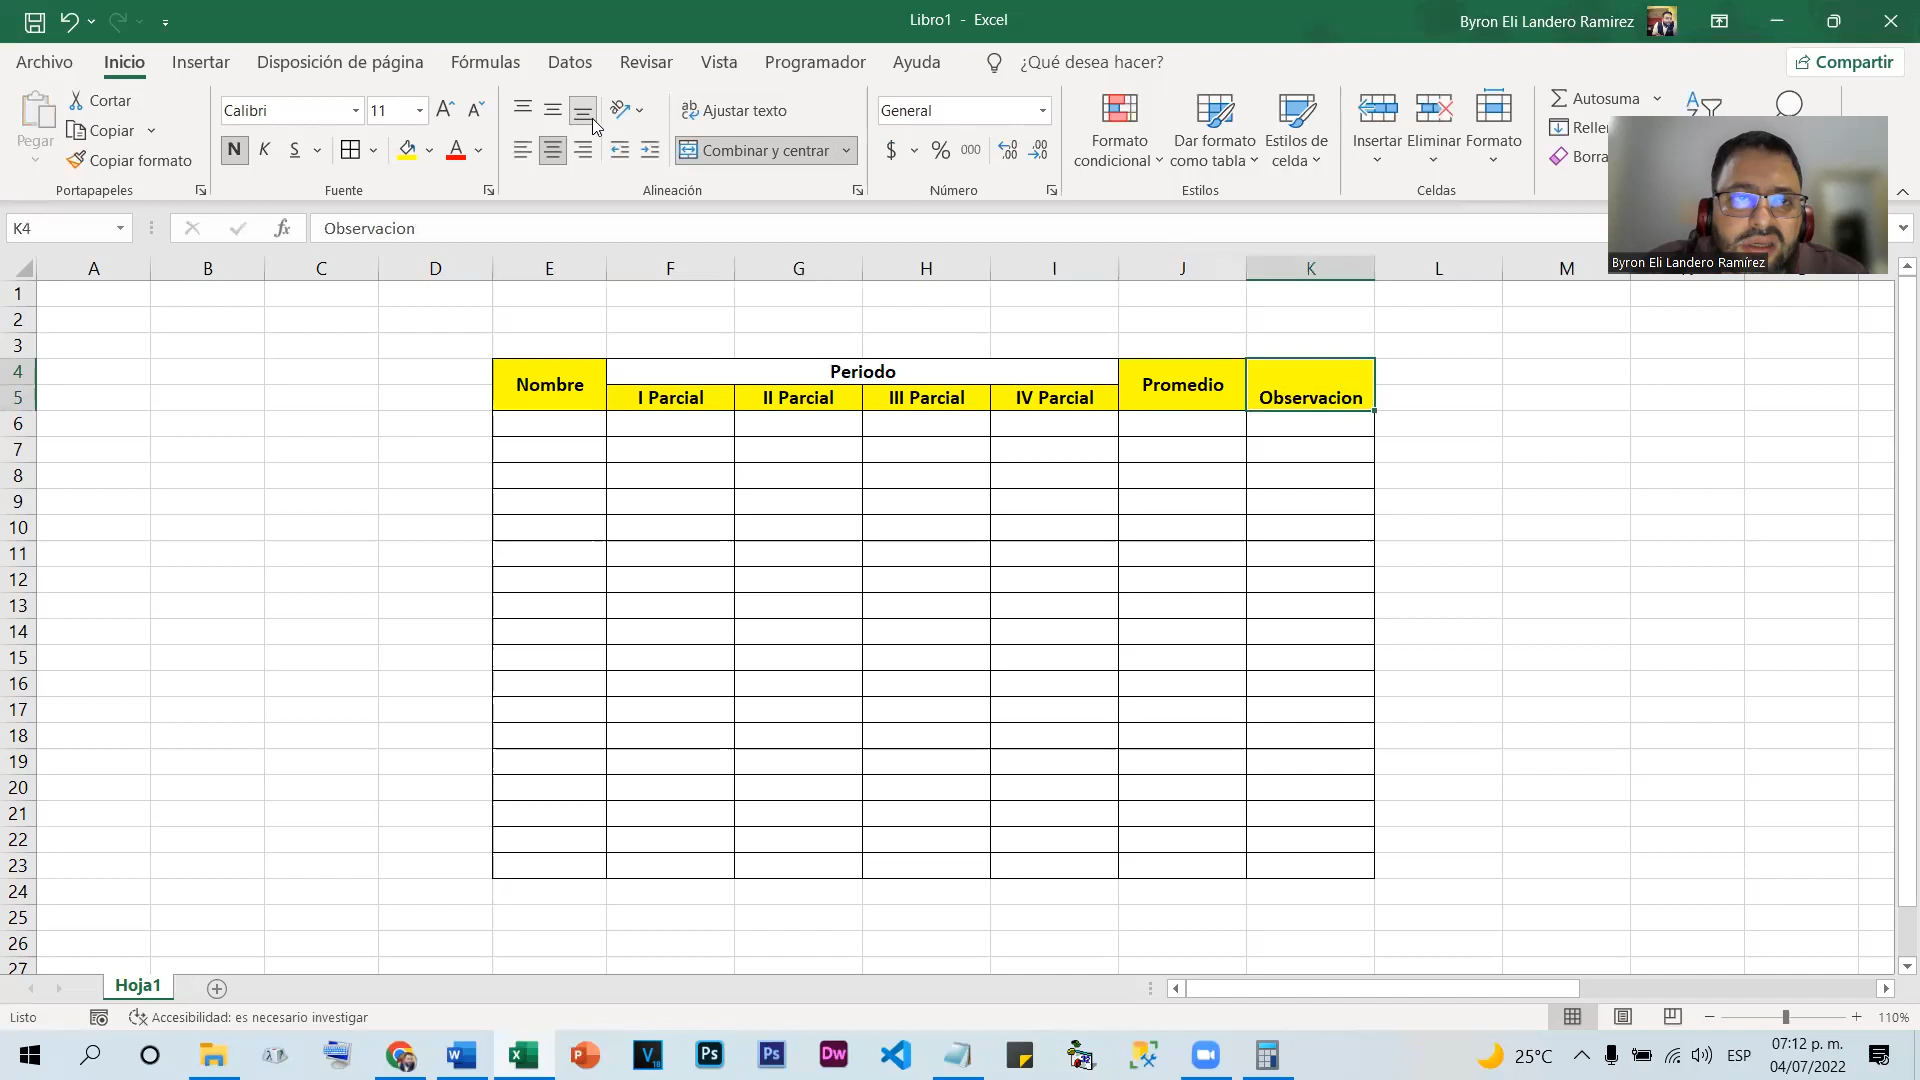 Libro1 - Excel
Byron Eli Landero Ramirez
Archivo Inicio Insertar Disposición de página Fórmulas Datos Revisar Vista Programador Ayuda ¿Qué desea hacer? Compartir
Pegar
Cortar
Copiar
Copiar formato
Portapapeles
Calibri 11
N K S A
Fuente
Ajustar texto
Combinar y centrar
Alineación
General
$ % 000
Número
Formato condicional
Dar formato como tabla
Estilos de celda
Estilos
Insertar Eliminar Formato
Celdas
Autosuma
Relle
Borra
Byron Eli Landero Ramírez
K4 fx Observacion
A B C D E F G H I J K L M
1
2
3
4 Nombre Periodo Promedio Observacion
5 I Parcial II Parcial III Parcial IV Parcial
6
7
8
9
10
11
12
13
14
15
16
17
18
19
20
21
22
23
24
25
26
27
Hoja1
Listo Accesibilidad: es necesario investigar 110%
25°C ESP 07:12 p. m.
04/07/2022